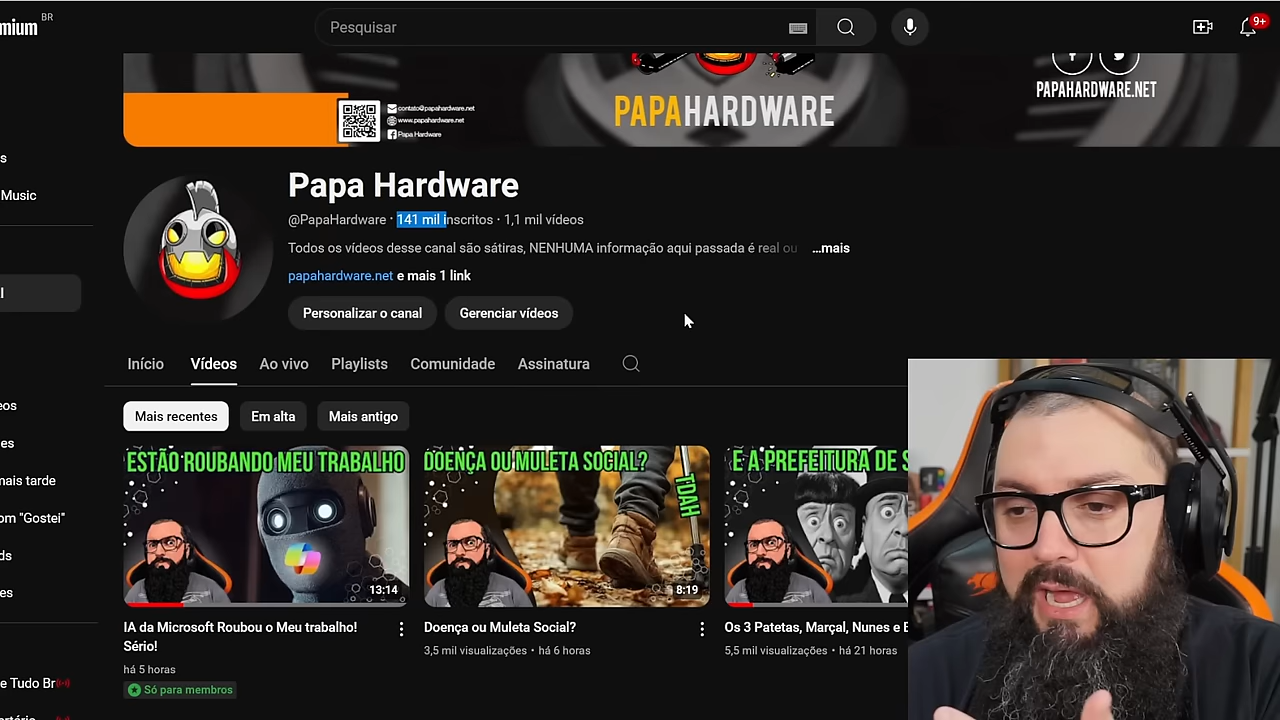 mium BR
Pesquisar
9+
contato@papahardware.net
www.papahardware.net
Papa Hardware
PAPAHARDWARE
PAPAHARDWARE.NET
s
Music
Papa Hardware
@PapaHardware · 141 mil inscritos · 1,1 mil vídeos
Todos os vídeos desse canal são sátiras, NENHUMA informação aqui passada é real ou ...mais
papahardware.net e mais 1 link
l
Personalizar o canal
Gerenciar vídeos
Início
Vídeos
Ao vivo
Playlists
Comunidade
Assinatura
eos
es
mais tarde
om "Gostei"
ds
es
Mais recentes
Em alta
Mais antigo
ESTÃO ROUBANDO MEU TRABALHO
13:14
DOENÇA OU MULETA SOCIAL?
TDAH
8:19
E A PREFEITURA DE S
IA da Microsoft Roubou o Meu trabalho!
Sério!
há 5 horas
Só para membros
Doença ou Muleta Social?
3,5 mil visualizações · há 6 horas
Os 3 Patetas, Marçal, Nunes e B
5,5 mil visualizações · há 21 horas
e Tudo Br